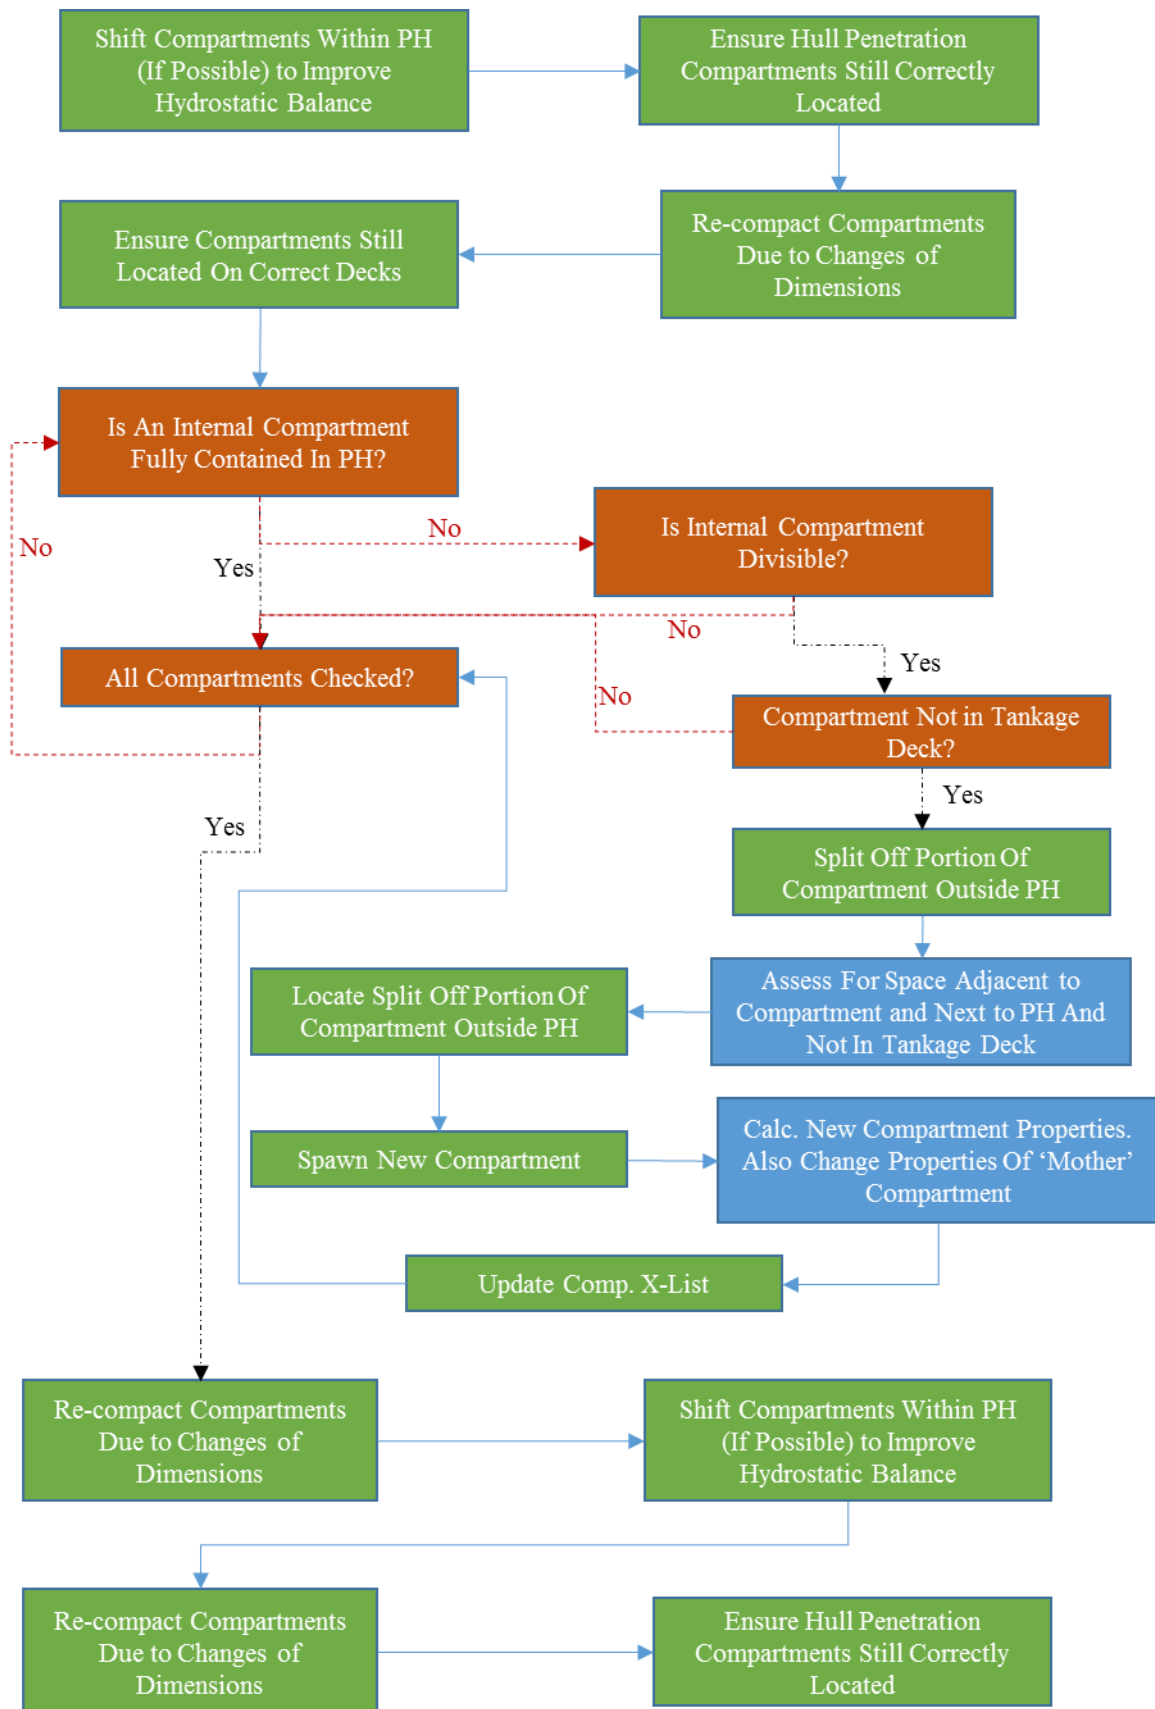 Shift Compartments Within PH
(If Possible) to Improve
Hydrostatic Balance
Ensure Hull Penetration
Compartments Still Correctly
Located
Ensure Compartments Still
Located On Correct Decks
Re-compact Compartments
Due to Changes of
Dimensions
Is An Internal Compartment
Fully Contained In PH?
No
No
Yes
Is Internal Compartment
Divisible?
No
Yes
All Compartments Checked?
No
Compartment Not in Tankage
Deck?
Yes
Yes
Split Off Portion Of
Compartment Outside PH
Locate Split Off Portion Of
Compartment Outside PH
Assess For Space Adjacent to
Compartment and Next to PH And
Not In Tankage Deck
Spawn New Compartment
Calc. New Compartment Properties.
Also Change Properties Of ‘Mother’
Compartment
Update Comp. X-List
Re-compact Compartments
Due to Changes of
Dimensions
Shift Compartments Within PH
(If Possible) to Improve
Hydrostatic Balance
Re-compact Compartments
Due to Changes of
Dimensions
Ensure Hull Penetration
Compartments Still Correctly
Located